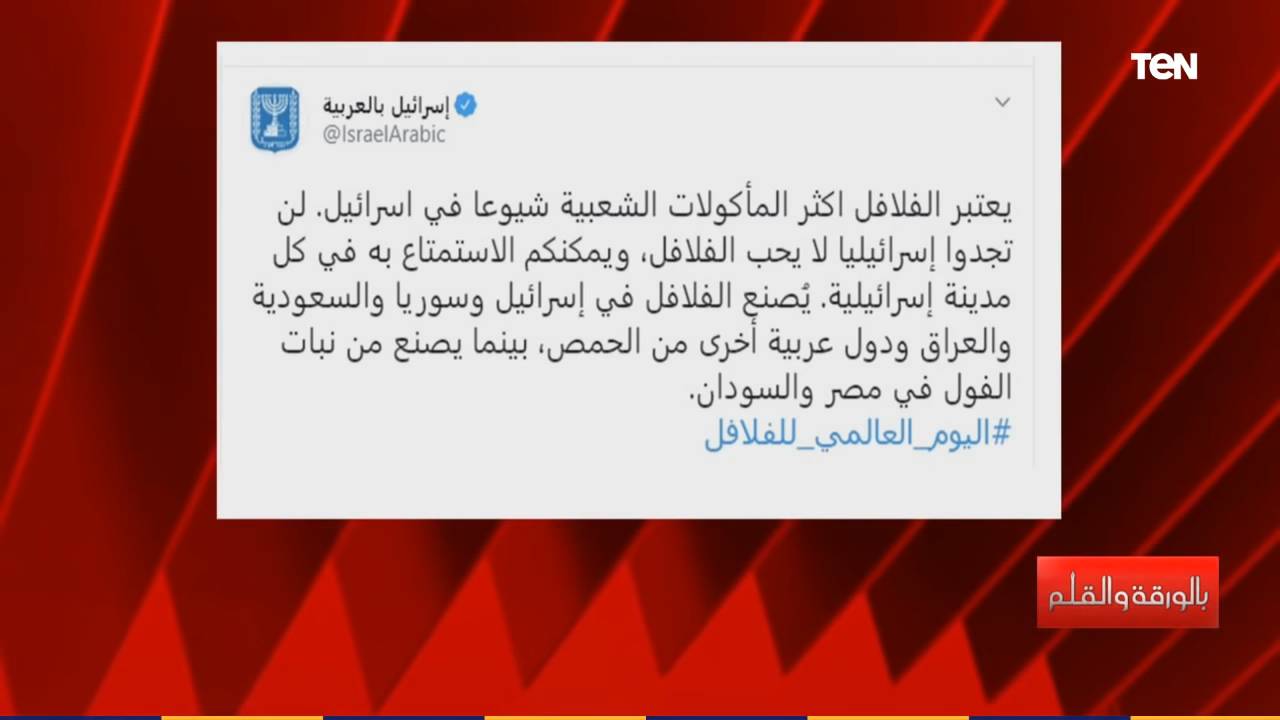 TeN
إسرائيل بالعربية
@IsraelArabic
يعتبر الفلافل اكثر المأكولات الشعبية شيوعا في اسرائيل. لن
تجدوا إسرائيليا لا يحب الفلافل، ويمكنكم الاستمتاع به في كل
مدينة إسرائيلية. يُصنع الفلافل في إسرائيل وسوريا والسعودية
والعراق ودول عربية أخرى من الحمص، بينما يصنع من نبات
الفول في مصر والسودان.
#اليوم_العالمي_للفلافل
بالورقة والقلم